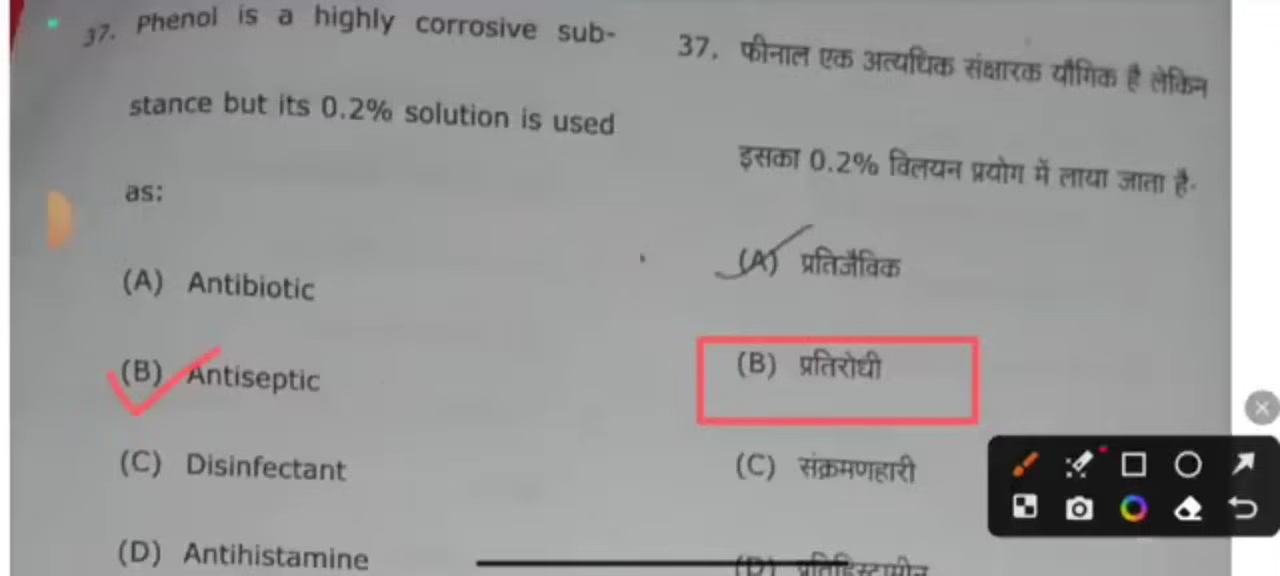 37. Phenol is a highly corrosive sub-
stance but its 0.2% solution is used
as:
(A) Antibiotic
(B) Antiseptic
(C) Disinfectant
(D) Antihistamine
37. फीनाल एक अत्यधिक संक्षारक यौगिक है लेकिन
इसका 0.2% विलयन प्रयोग में लाया जाता है-
(A) प्रतिजैविक
(B) प्रतिरोधी
(C) संक्रमणहारी
(D) प्रतिहिस्टामीन